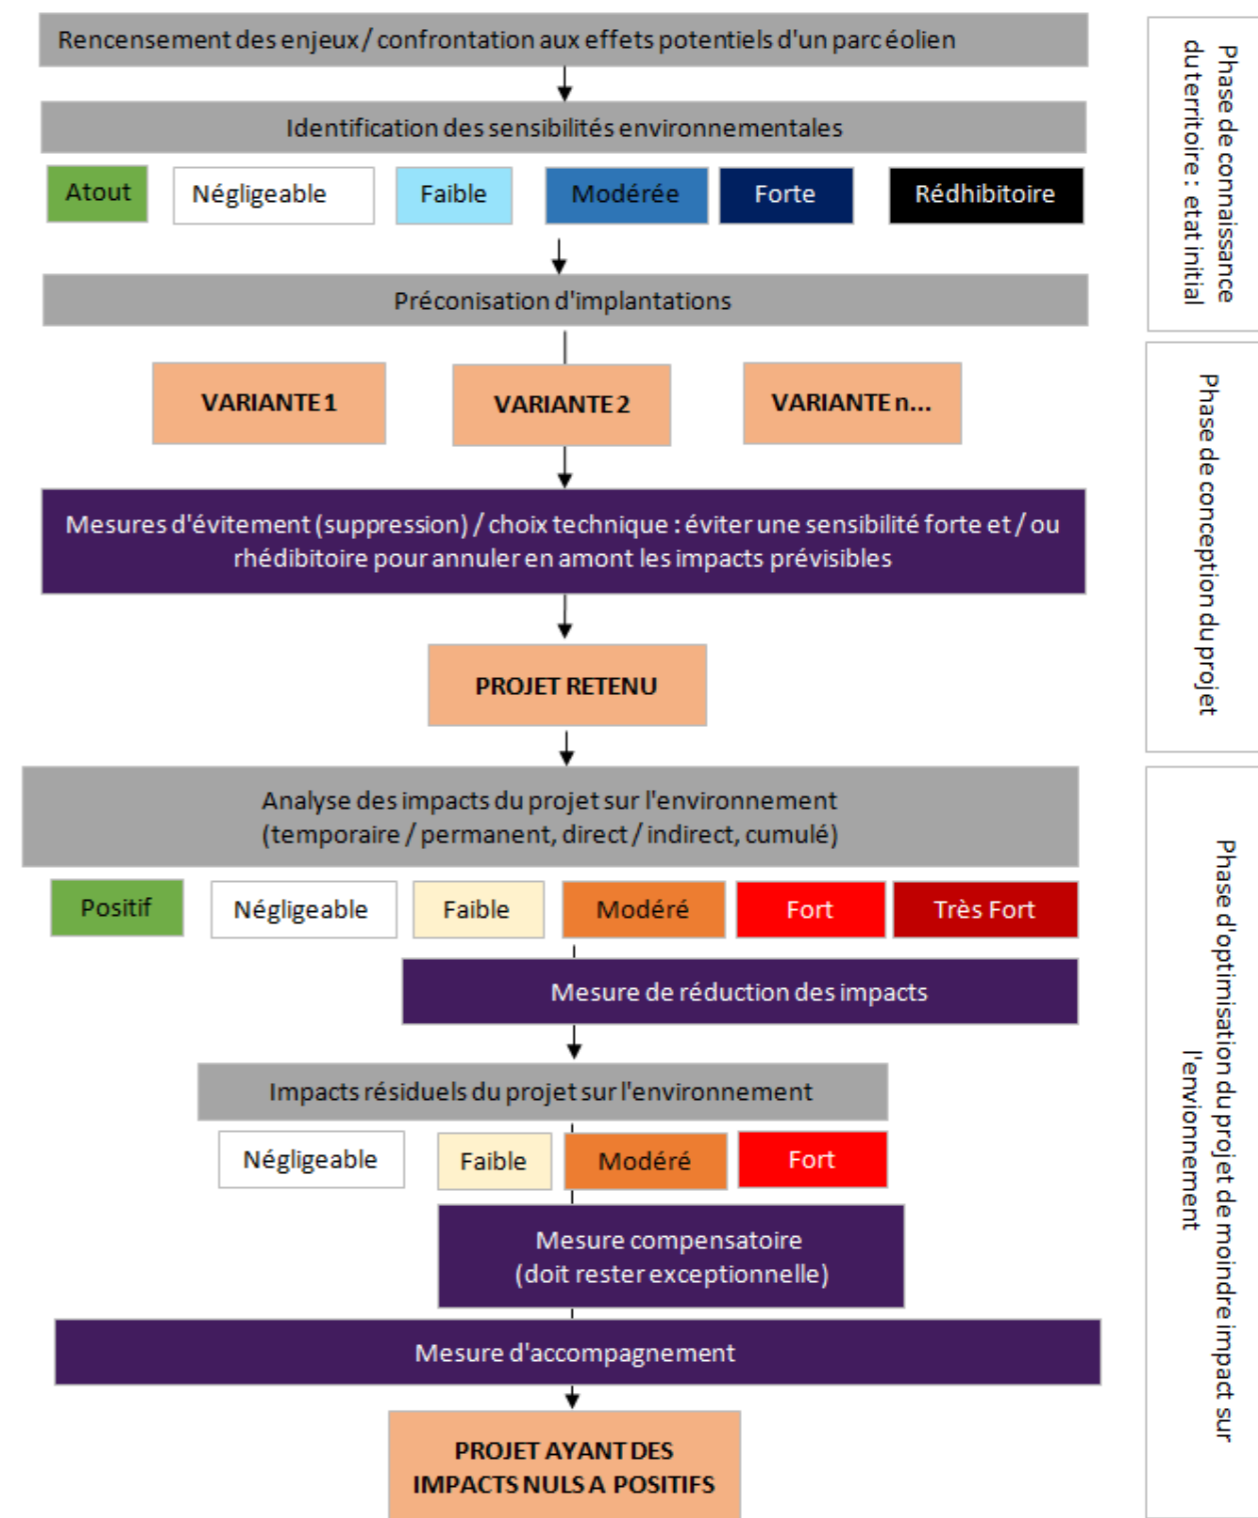 Rencensement des enjeux / confrontation aux effets potentiels d'un parc éolien
Identification des sensibilités environnementales
Atout
Négligeable
Faible
Modérée
Forte
Rédhibitoire
Préconisation d'implantations
Phase de connaissance
du territoire : etat initial
VARIANTE 1
VARIANTE 2
VARIANTE n...
Mesures d'évitement (suppression) / choix technique : éviter une sensibilité forte et / ou
rhédibitoire pour annuler en amont les impacts prévisibles
PROJET RETENU
Phase de conception du projet
Analyse des impacts du projet sur l'environnement
(temporaire / permanent, direct / indirect, cumulé)
Positif
Négligeable
Faible
Modéré
Fort
Très Fort
Mesure de réduction des impacts
Impacts résiduels du projet sur l'environnement
Négligeable
Faible
Modéré
Fort
Mesure compensatoire
(doit rester exceptionnelle)
Mesure d'accompagnement
PROJET AYANT DES
IMPACTS NULS A POSITIFS
Phase d'optimisation du projet de moindre impact sur
l'envionnement